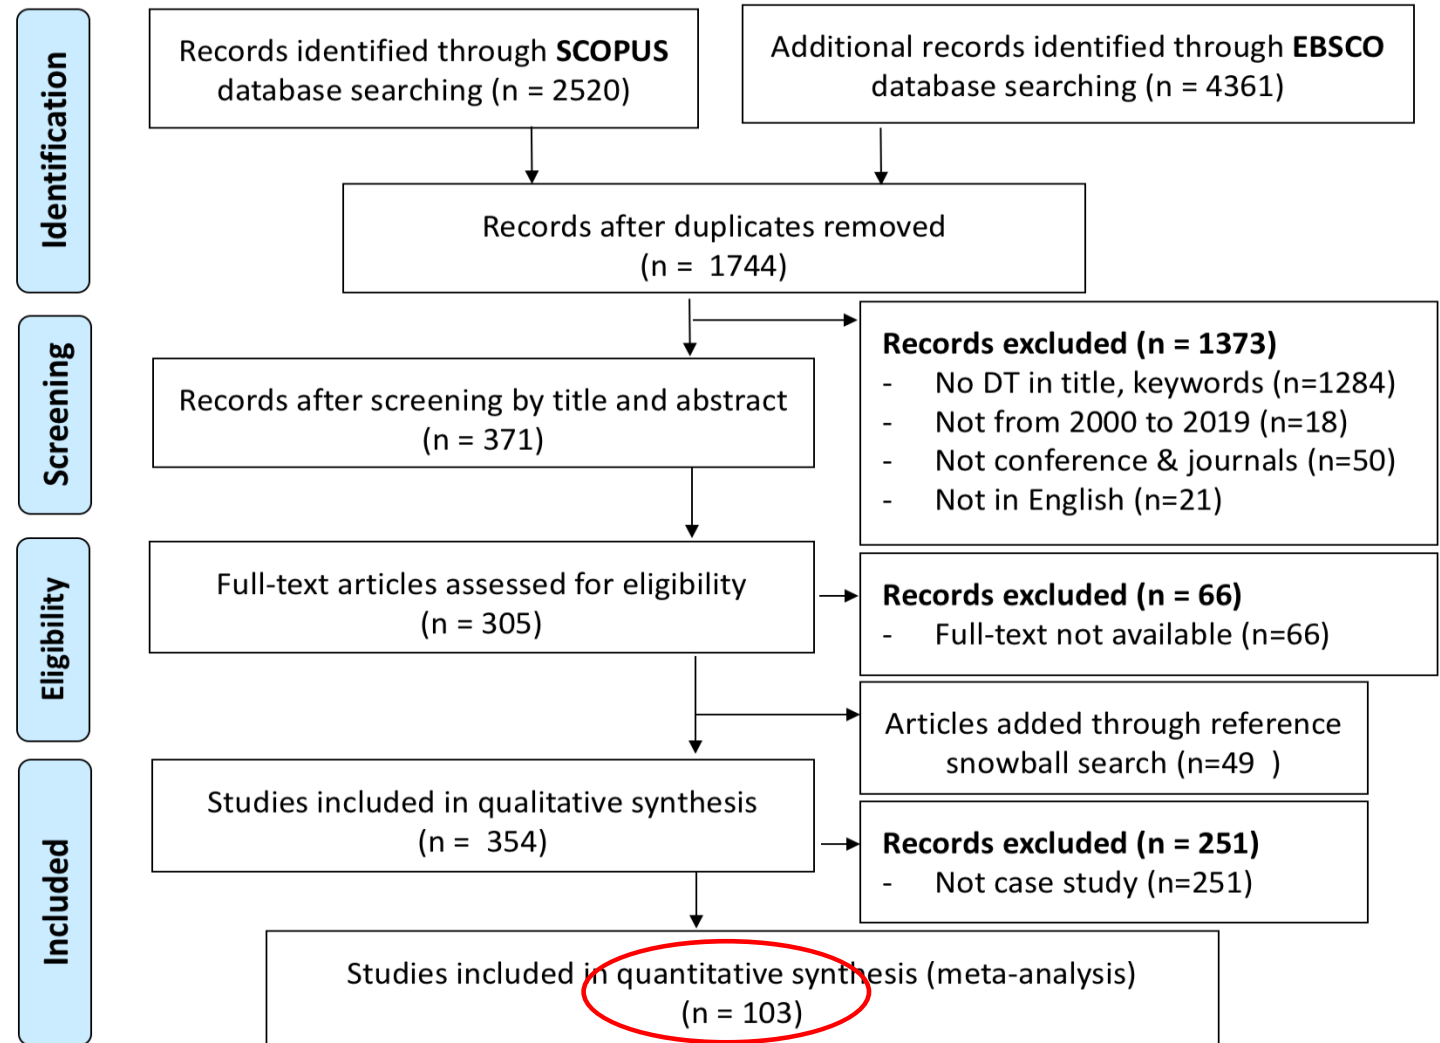 Identification
Records identified through SCOPUS
database searching (n = 2520)
Additional records identified through EBSCO
database searching (n = 4361)
Records after duplicates removed
(n =  1744)
Screening
Records after screening by title and abstract
(n = 371)
Records excluded (n = 1373)
-    No DT in title, keywords (n=1284)
-    Not from 2000 to 2019 (n=18)
-    Not conference & journals (n=50)
-    Not in English (n=21)
Eligibility
Full-text articles assessed for eligibility
(n = 305)
Records excluded (n = 66)
-    Full-text not available (n=66)
Articles added through reference
snowball search (n=49  )
Included
Studies included in qualitative synthesis
(n =  354)
Records excluded (n = 251)
-    Not case study (n=251)
Studies included in quantitative synthesis (meta-analysis)
(n = 103)